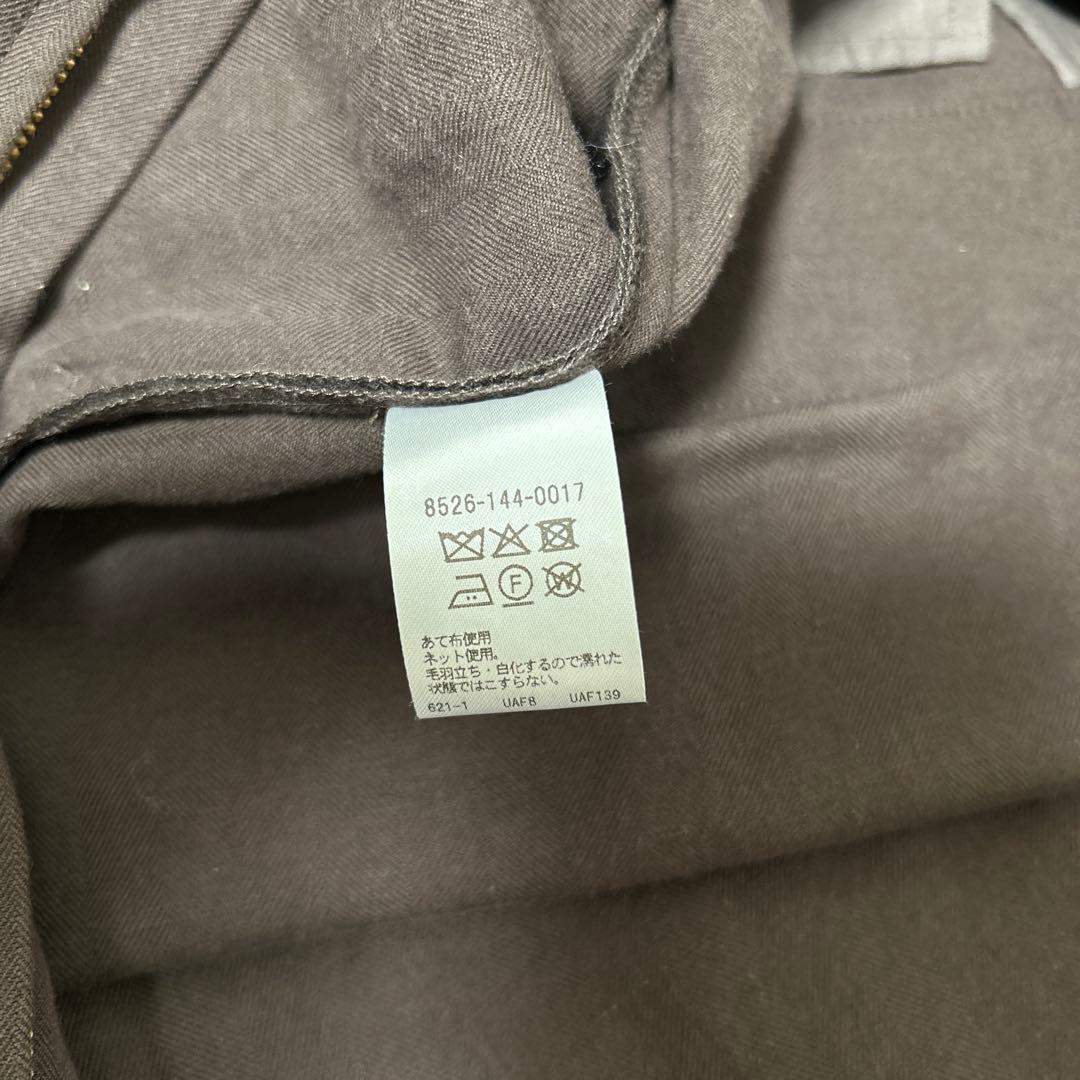 8526-144-0017
F W
あて布使用
ネット使用。
毛羽立ち・白化するので濡れた
状態ではこすらない。
621-1 UAF8 UAF139